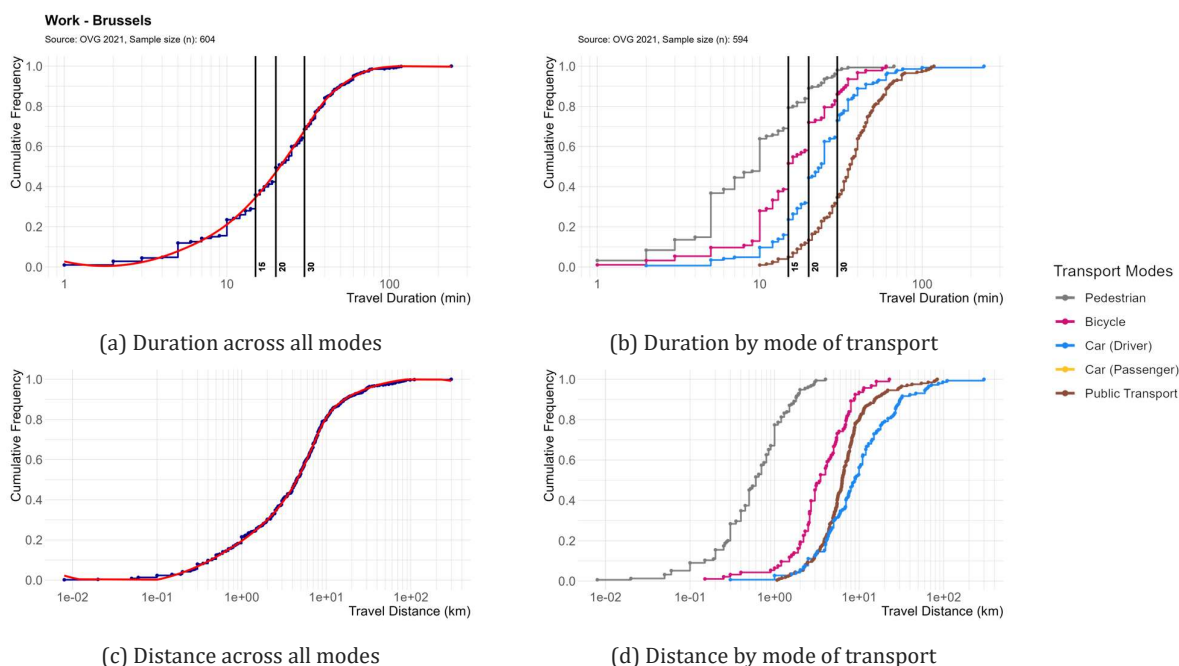 Work - Brussels
Source: OVG 2021, Sample size (n): 604
Cumulative Frequency
1.0
0.8
0.6
0.4
0.2
0.0
15
20
30
1
10
100
Travel Duration (min)
(a) Duration across all modes
Source: OVG 2021, Sample size (n): 594
Cumulative Frequency
1.0
0.8
0.6
0.4
0.2
0.0
15
20
30
1
10
100
Travel Duration (min)
(b) Duration by mode of transport
Transport Modes
Pedestrian
Bicycle
Car (Driver)
Car (Passenger)
Public Transport
Cumulative Frequency
1.0
0.8
0.6
0.4
0.2
0.0
1e-02
1e-01
1e+00
1e+01
1e+02
Travel Distance (km)
(c) Distance across all modes
Cumulative Frequency
1.0
0.8
0.6
0.4
0.2
0.0
1e-02
1e-01
1e+00
1e+01
1e+02
Travel Distance (km)
(d) Distance by mode of transport